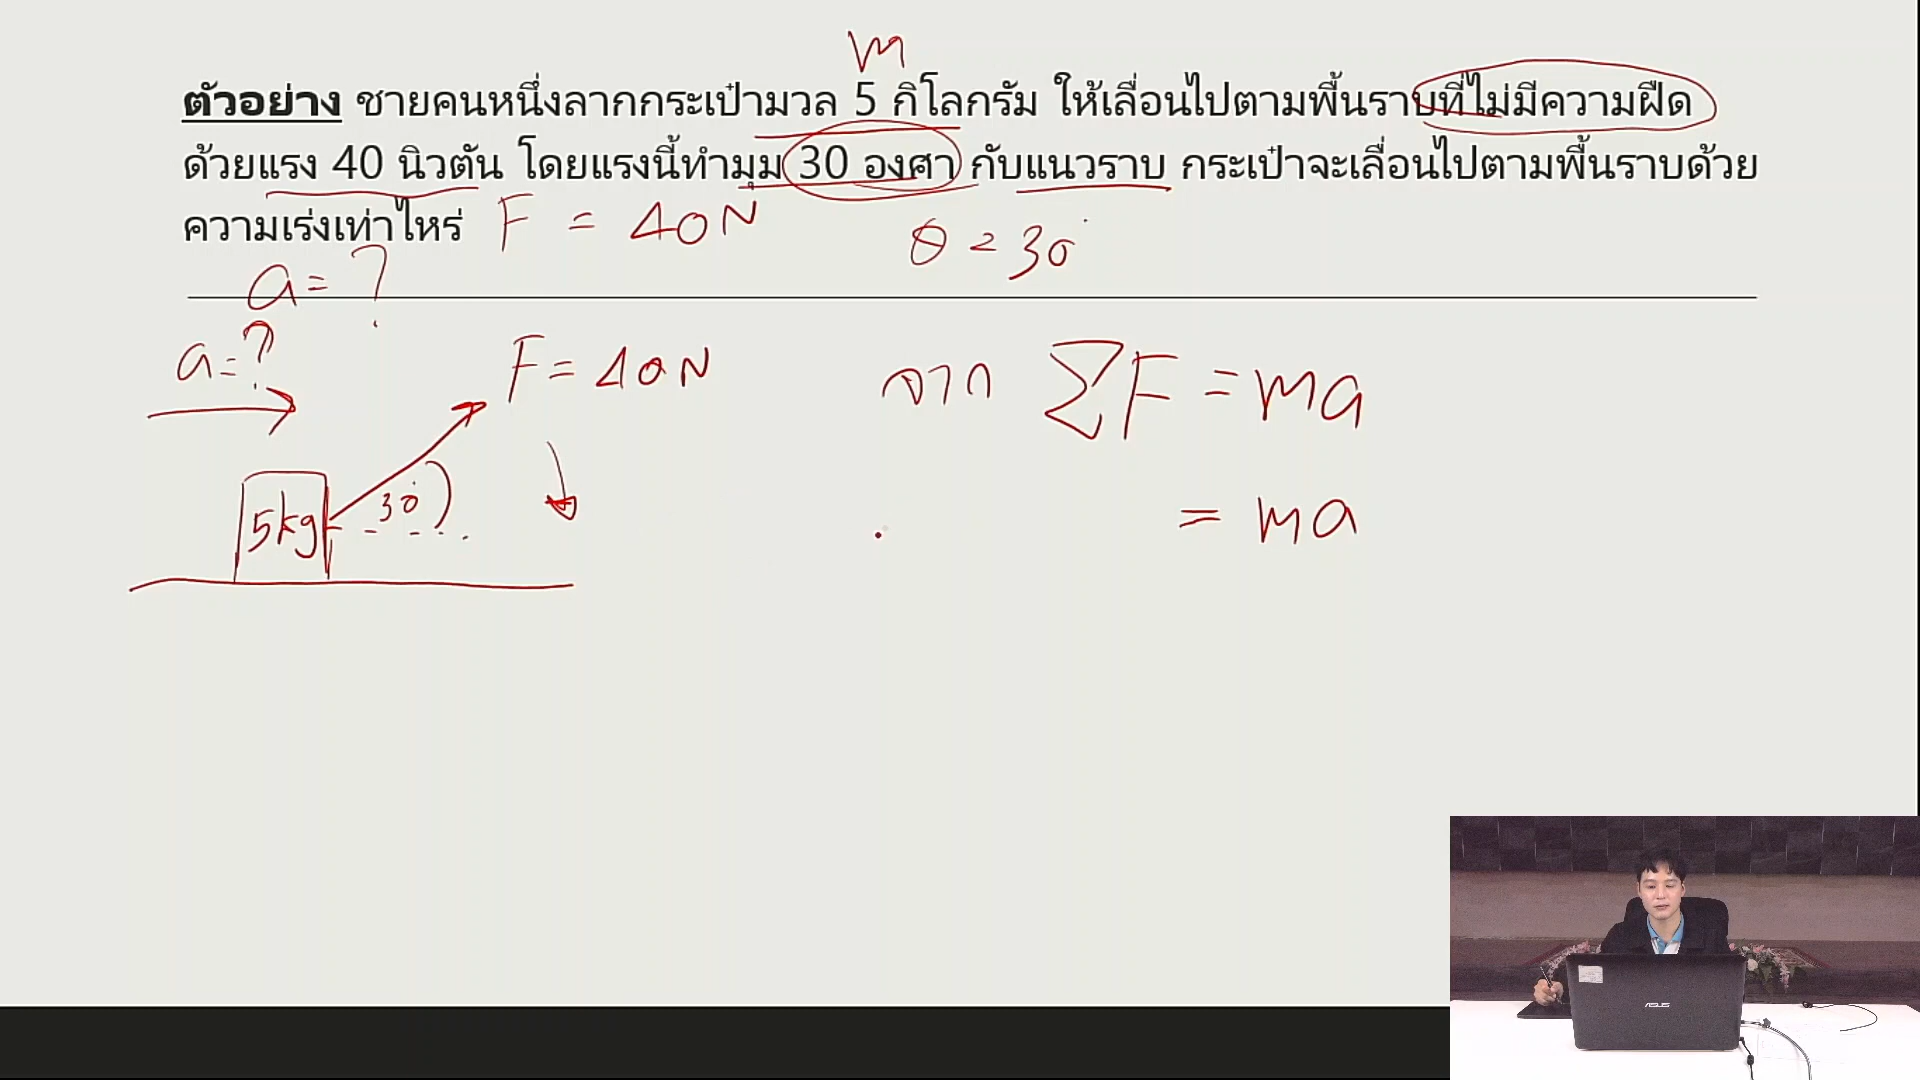 m
ตัวอย่าง ชายคนหนึ่งลากกระเป๋ามวล 5 กิโลกรัม ให้เลื่อนไปตามพื้นราบที่ไม่มีความฝืด
ด้วยแรง 40 นิวตัน โดยแรงนี้ทำมุม 30 องศา กับแนวราบ กระเป๋าจะเลื่อนไปตามพื้นราบด้วย
ความเร่งเท่าไหร่ F = 40 N θ = 30°
a = ?
a = ? F = 40 N จาก ΣF = ma
5 kg 30° = ma
ASUS